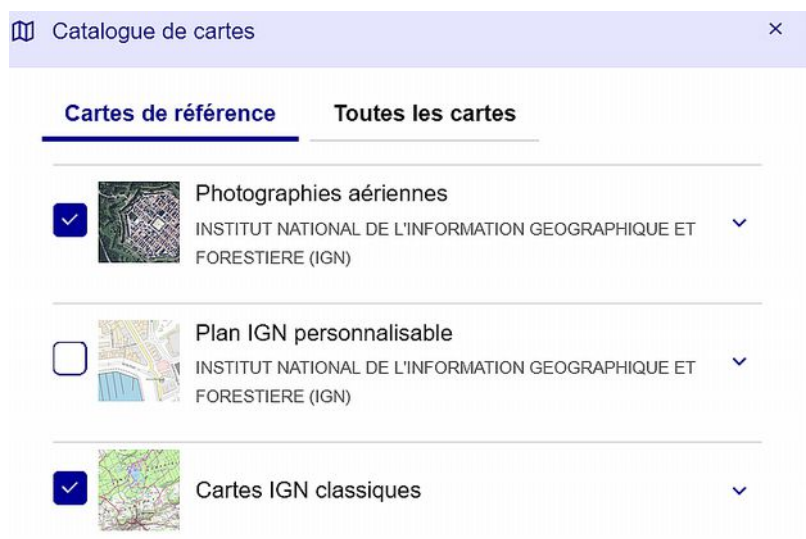 Catalogue de cartes
Cartes de référence
Toutes les cartes
Photographies aériennes
INSTITUT NATIONAL DE L'INFORMATION GEOGRAPHIQUE ET
FORESTIERE (IGN)
Plan IGN personnalisable
INSTITUT NATIONAL DE L'INFORMATION GEOGRAPHIQUE ET
FORESTIERE (IGN)
Cartes IGN classiques